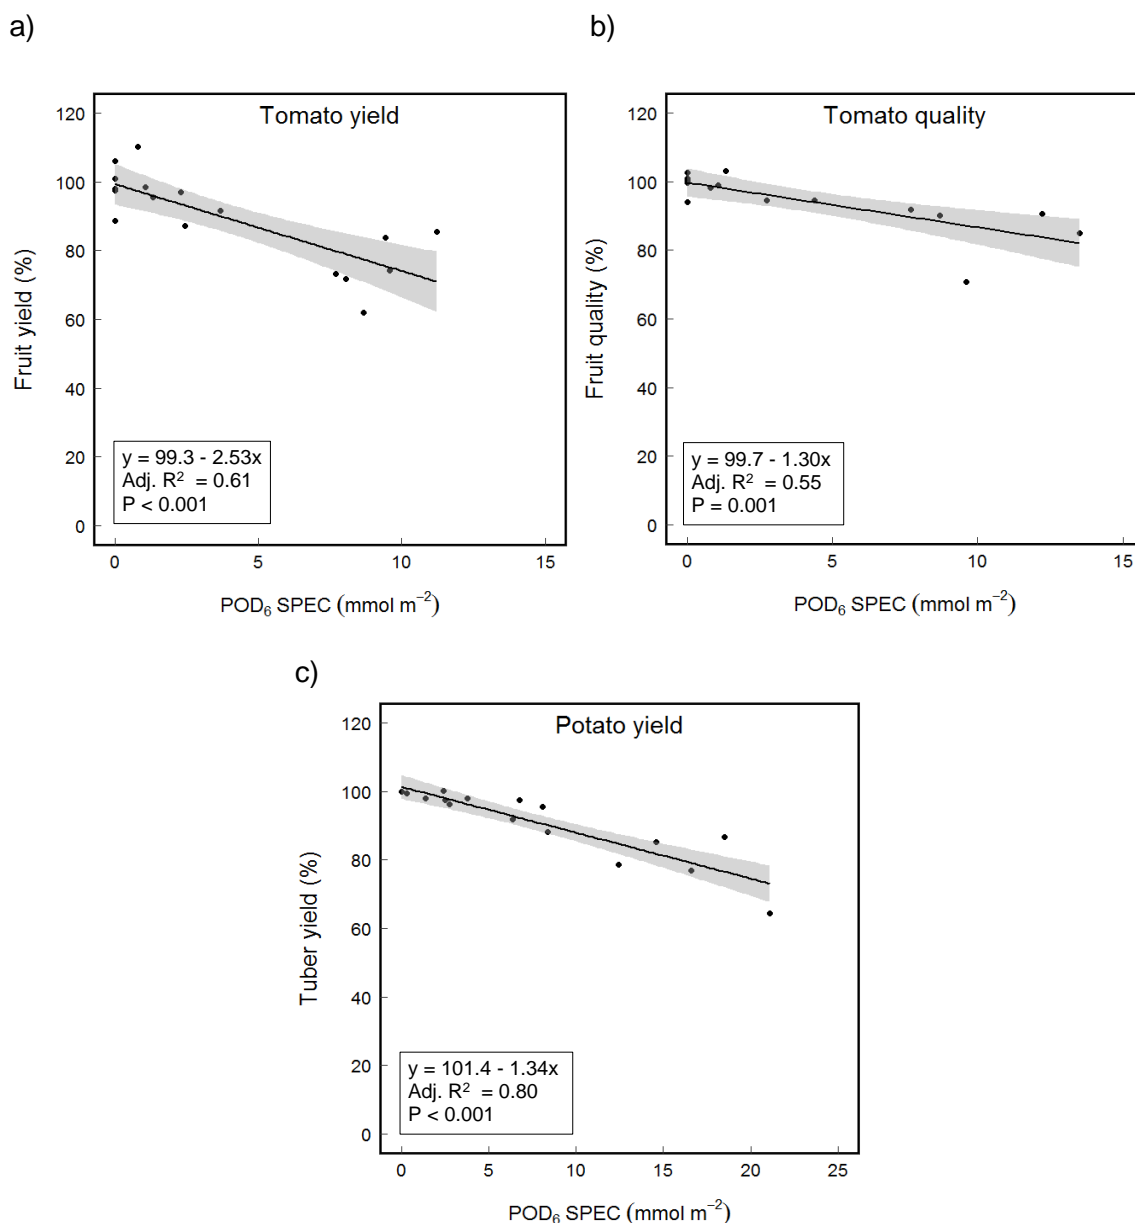 a)
Tomato yield
120
100
80
60
40
20
0
Fruit yield (%)
y = 99.3 - 2.53x
Adj. R² = 0.61
P < 0.001
0 5 10 15
POD₆ SPEC (mmol m⁻²)
b)
Tomato quality
120
100
80
60
40
20
0
Fruit quality (%)
y = 99.7 - 1.30x
Adj. R² = 0.55
P = 0.001
0 5 10 15
POD₆ SPEC (mmol m⁻²)
c)
Potato yield
120
100
80
60
40
20
0
Tuber yield (%)
y = 101.4 - 1.34x
Adj. R² = 0.80
P < 0.001
0 5 10 15 20 25
POD₆ SPEC (mmol m⁻²)